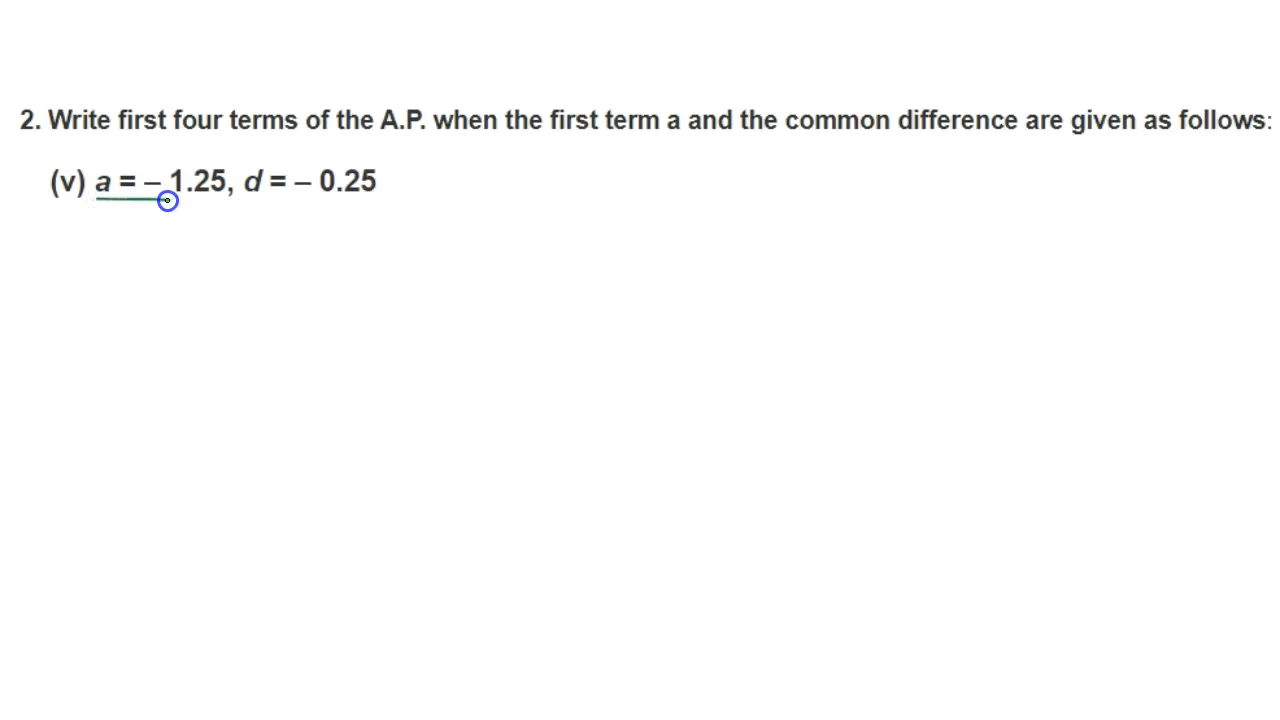 2. Write first four terms of the A.P. when the first term a and the common difference are given as follows:
(v) a = – 1.25, d = – 0.25